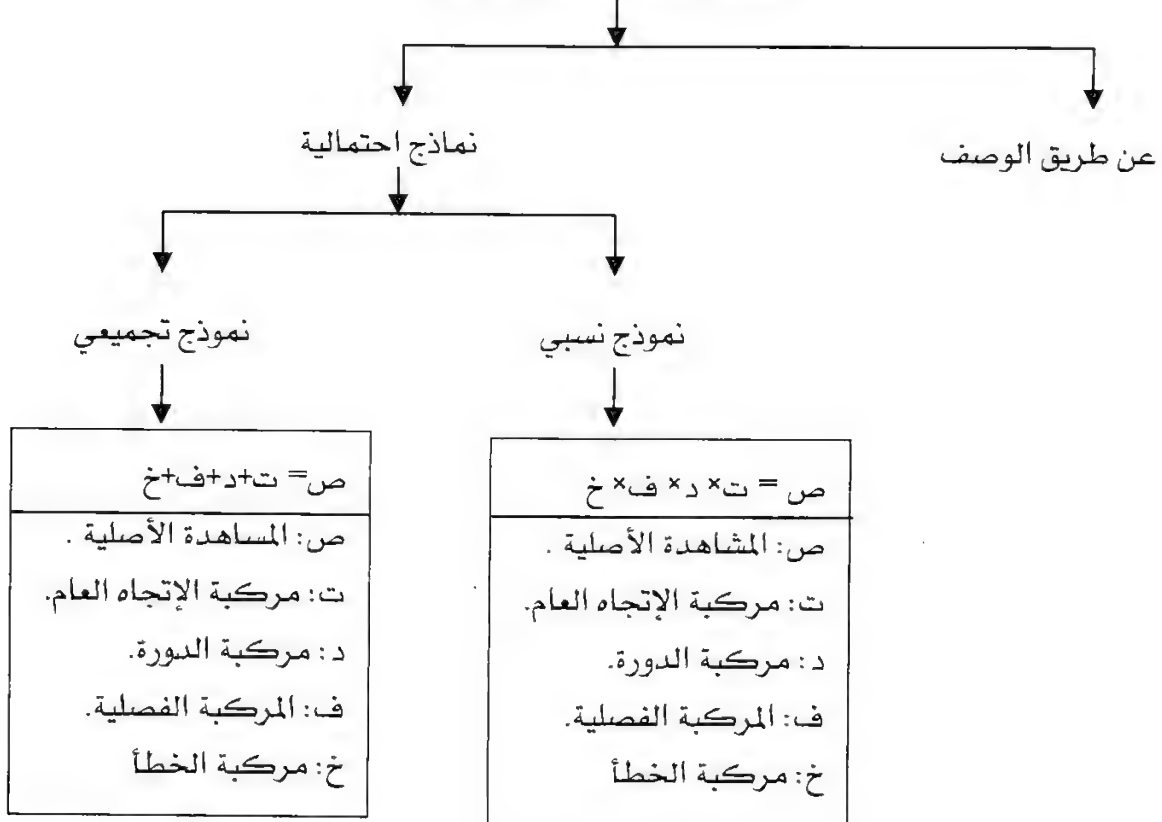 عن طريق الوصف
نماذج احتمالية
نموذج نسبي
نموذج تجميعي
ص = ت× د× ف× خ
ص: المشاهدة الأصلية .
ت: مركبة الإتجاه العام.
د: مركبة الدورة.
ف: المركبة الفصلية.
خ: مركبة الخطأ
ص= ت+د+ف+خ
ص: المساهدة الأصلية .
ت: مركبة الإتجاه العام.
د: مركبة الدورة.
ف: المركبة الفصلية.
خ: مركبة الخطأ